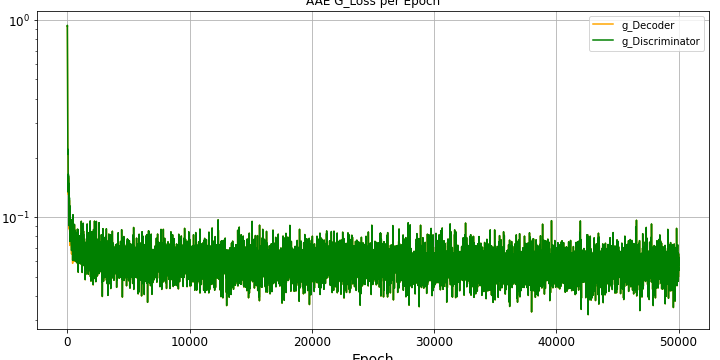 AAE G_Loss per Epoch
g_Decoder
g_Discriminator
10⁰
10⁻¹
0 10000 20000 30000 40000 50000
Epoch